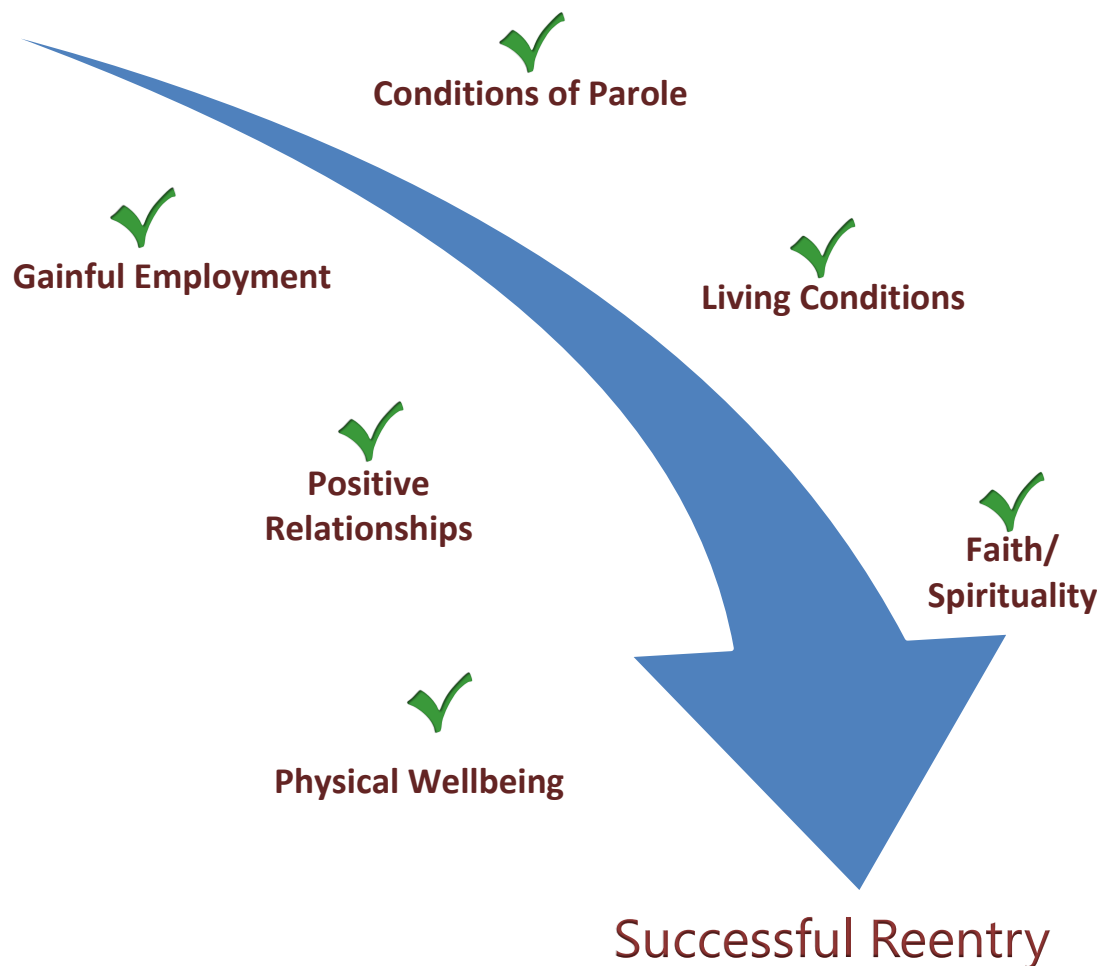 Conditions of Parole
Gainful Employment
Living Conditions
Positive
Relationships
Faith/
Spirituality
Physical Wellbeing
Successful Reentry